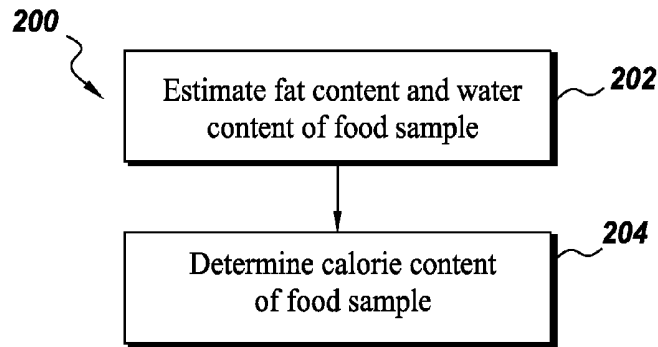 200
Estimate fat content and water
content of food sample
202
Determine calorie content
of food sample
204